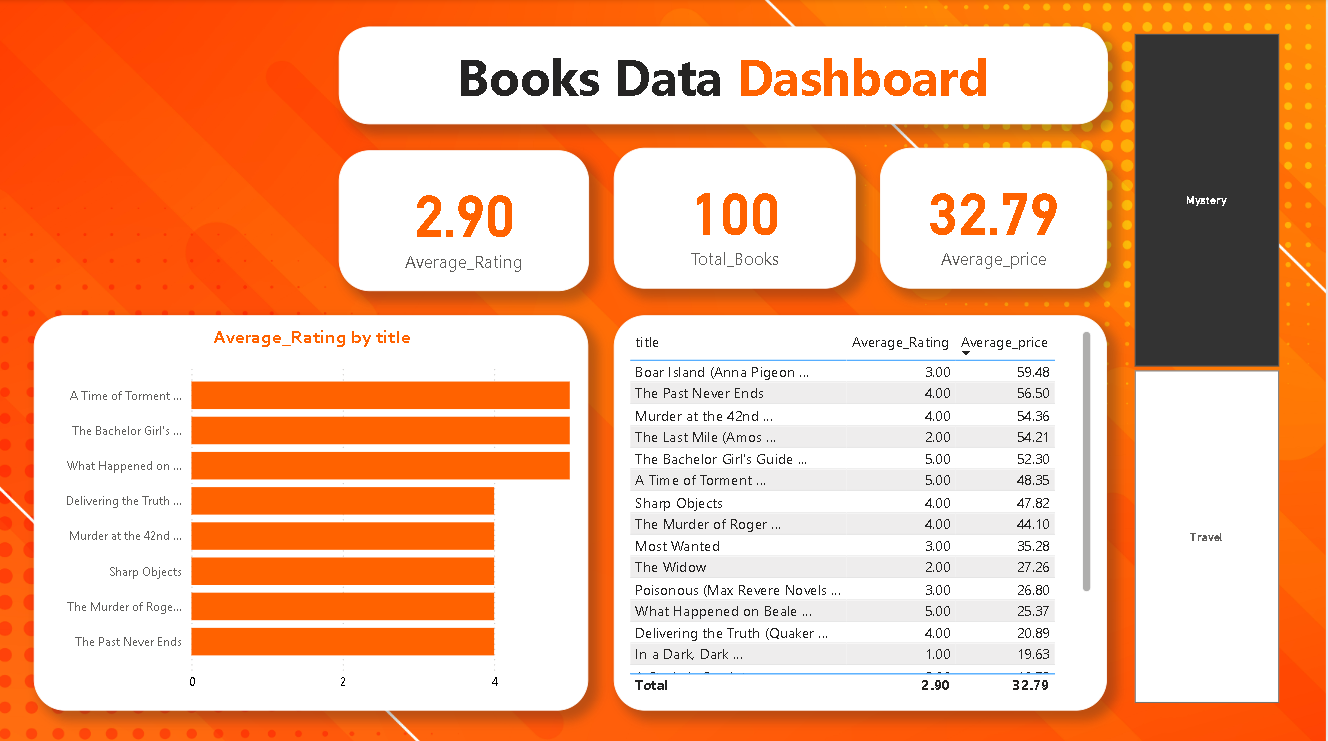 Books Data Dashboard
2.90
Average_Rating
100
Total_Books
32.79
Average_price
Mystery
Travel
Average_Rating by title
A Time of Torment ...
The Bachelor Girl's ...
What Happened on ...
Delivering the Truth ...
Murder at the 42nd ...
Sharp Objects
The Murder of Roge...
The Past Never Ends
0 2 4
title Average_Rating Average_price
Boar Island (Anna Pigeon ... 3.00 59.48
The Past Never Ends 4.00 56.50
Murder at the 42nd ... 4.00 54.36
The Last Mile (Amos ... 2.00 54.21
The Bachelor Girl's Guide ... 5.00 52.30
A Time of Torment ... 5.00 48.35
Sharp Objects 4.00 47.82
The Murder of Roger ... 4.00 44.10
Most Wanted 3.00 35.28
The Widow 2.00 27.26
Poisonous (Max Revere Novels ... 3.00 26.80
What Happened on Beale ... 5.00 25.37
Delivering the Truth (Quaker ... 4.00 20.89
In a Dark, Dark ... 1.00 19.63
Total 2.90 32.79